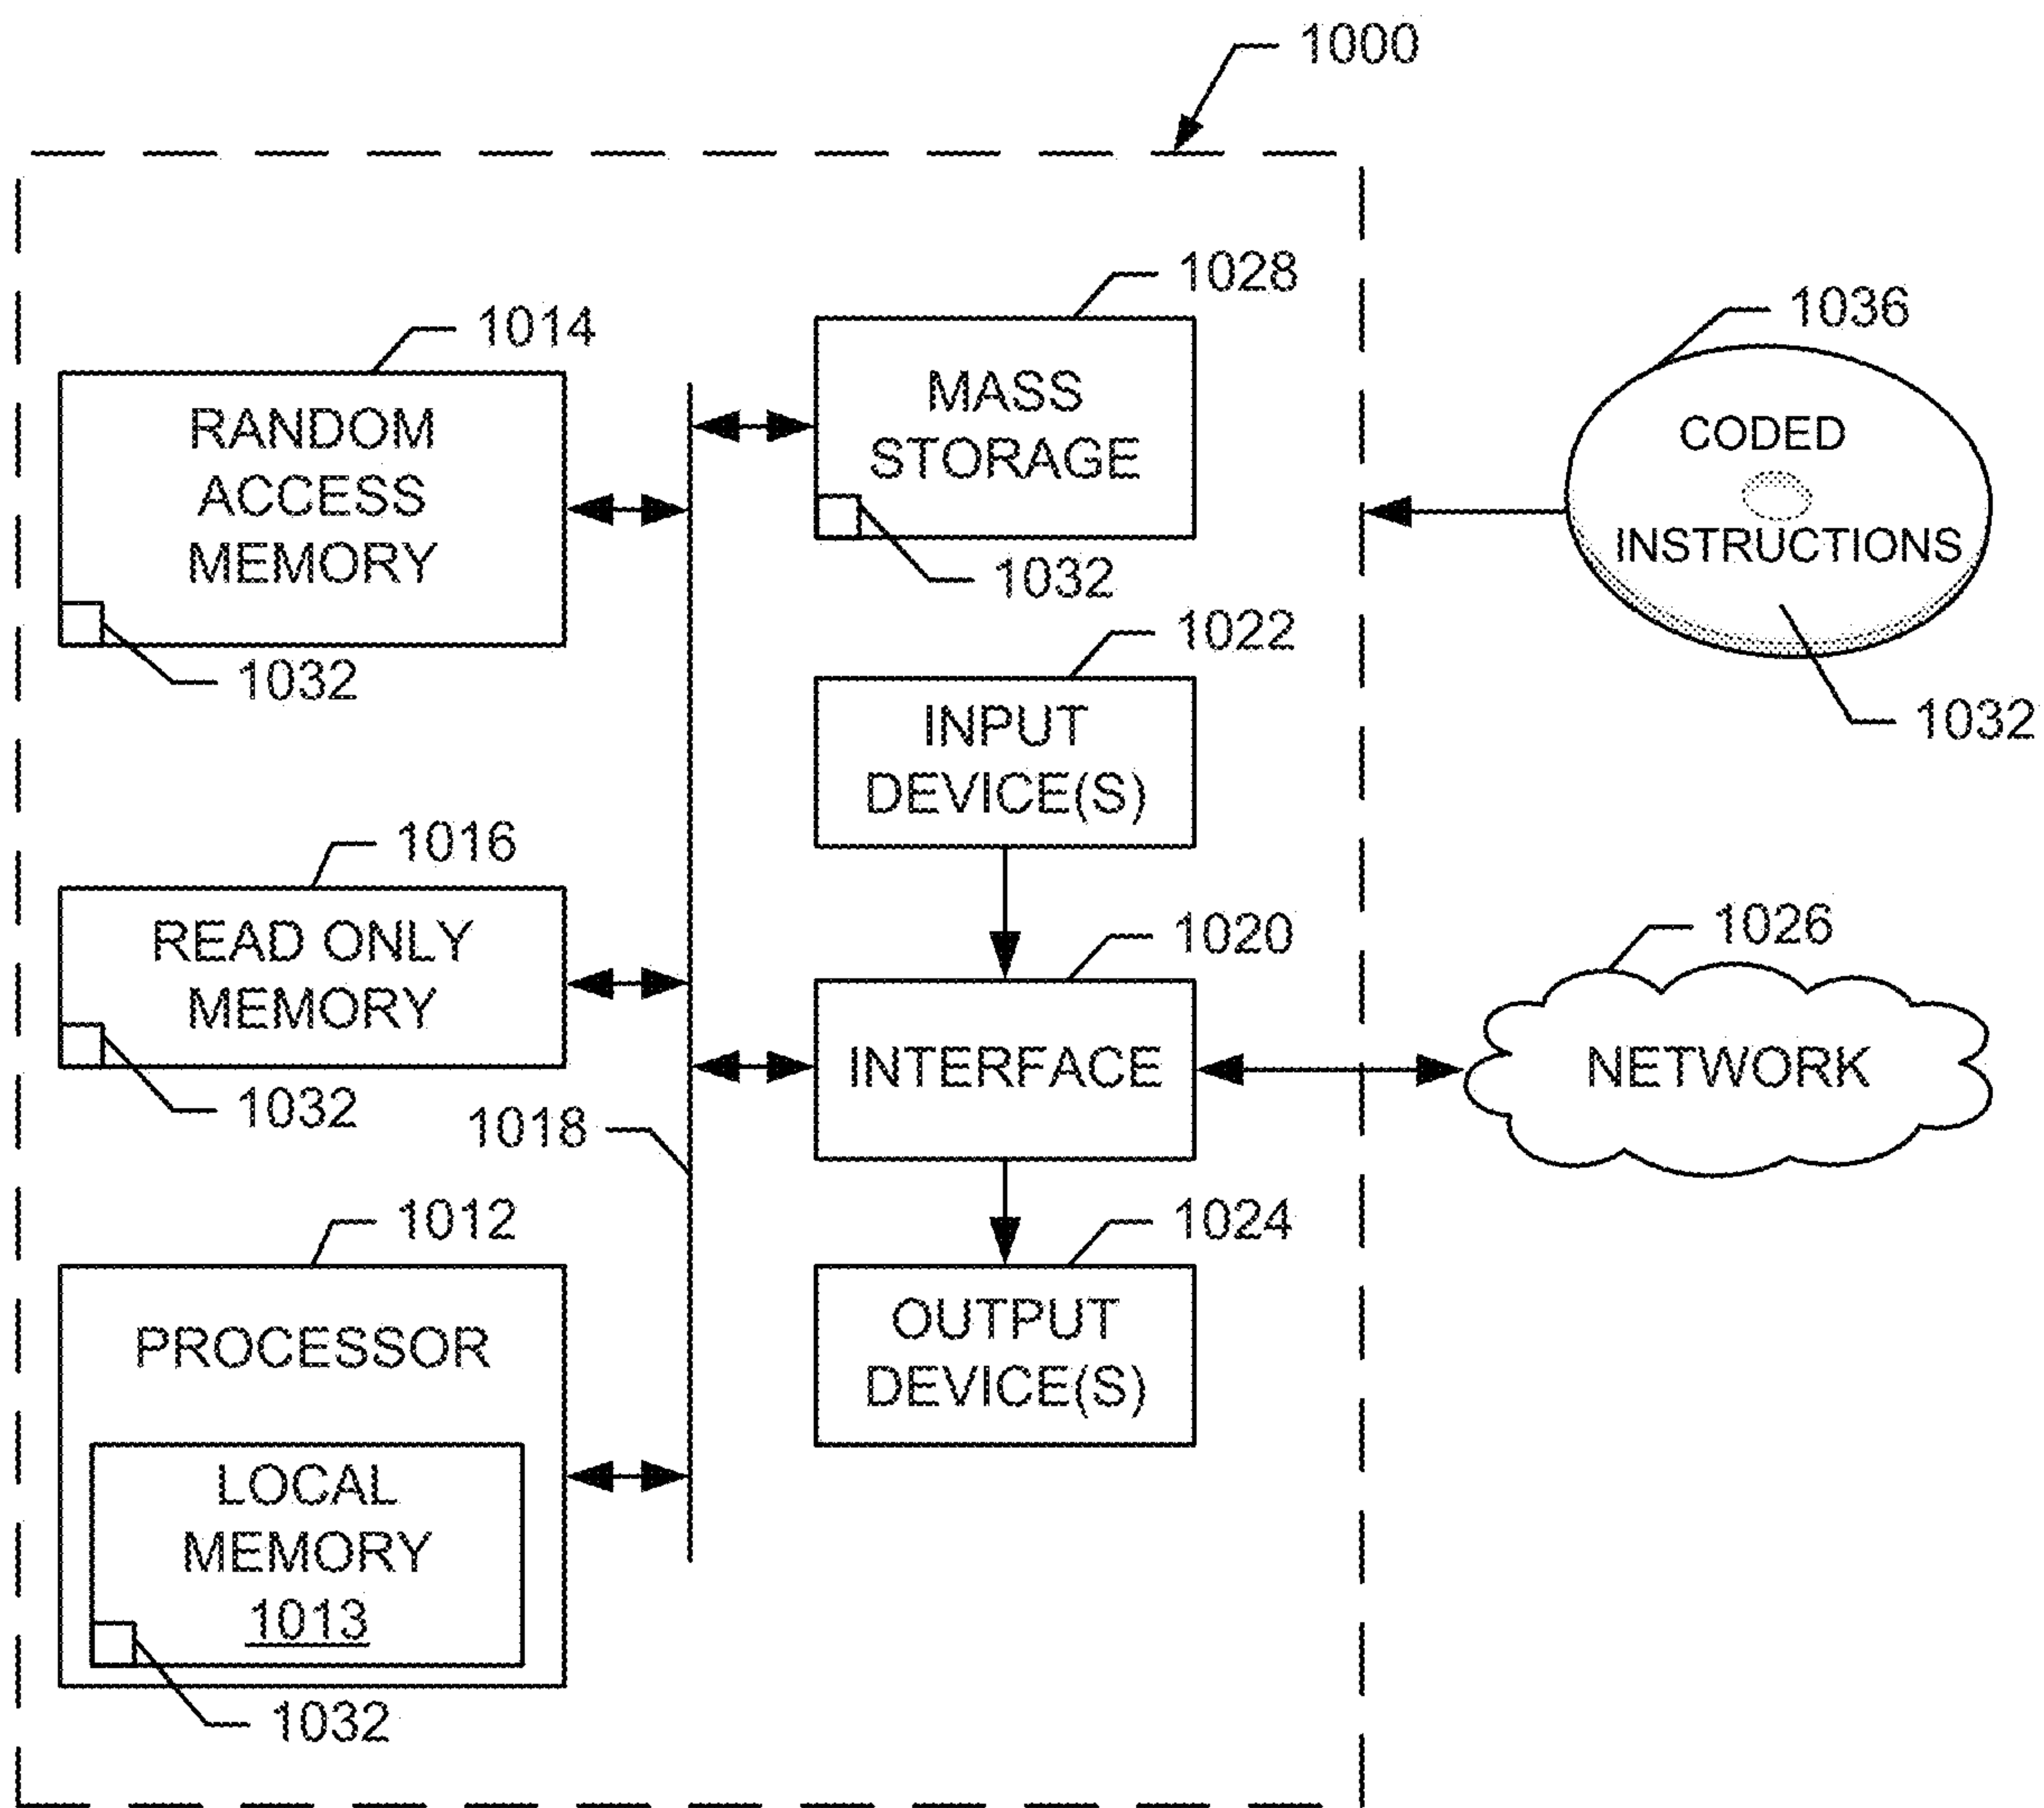 1000
1028
1014
1036
MASS
STORAGE
RANDOM
ACCESS
MEMORY
CODED
INSTRUCTIONS
1032
1032
1032
1022
INPUT
DEVICE(S)
1016
READ ONLY
MEMORY
1020
1026
INTERFACE
NETWORK
1032
1018
1012
1024
PROCESSOR
OUTPUT
DEVICE(S)
LOCAL
MEMORY
1013
1032